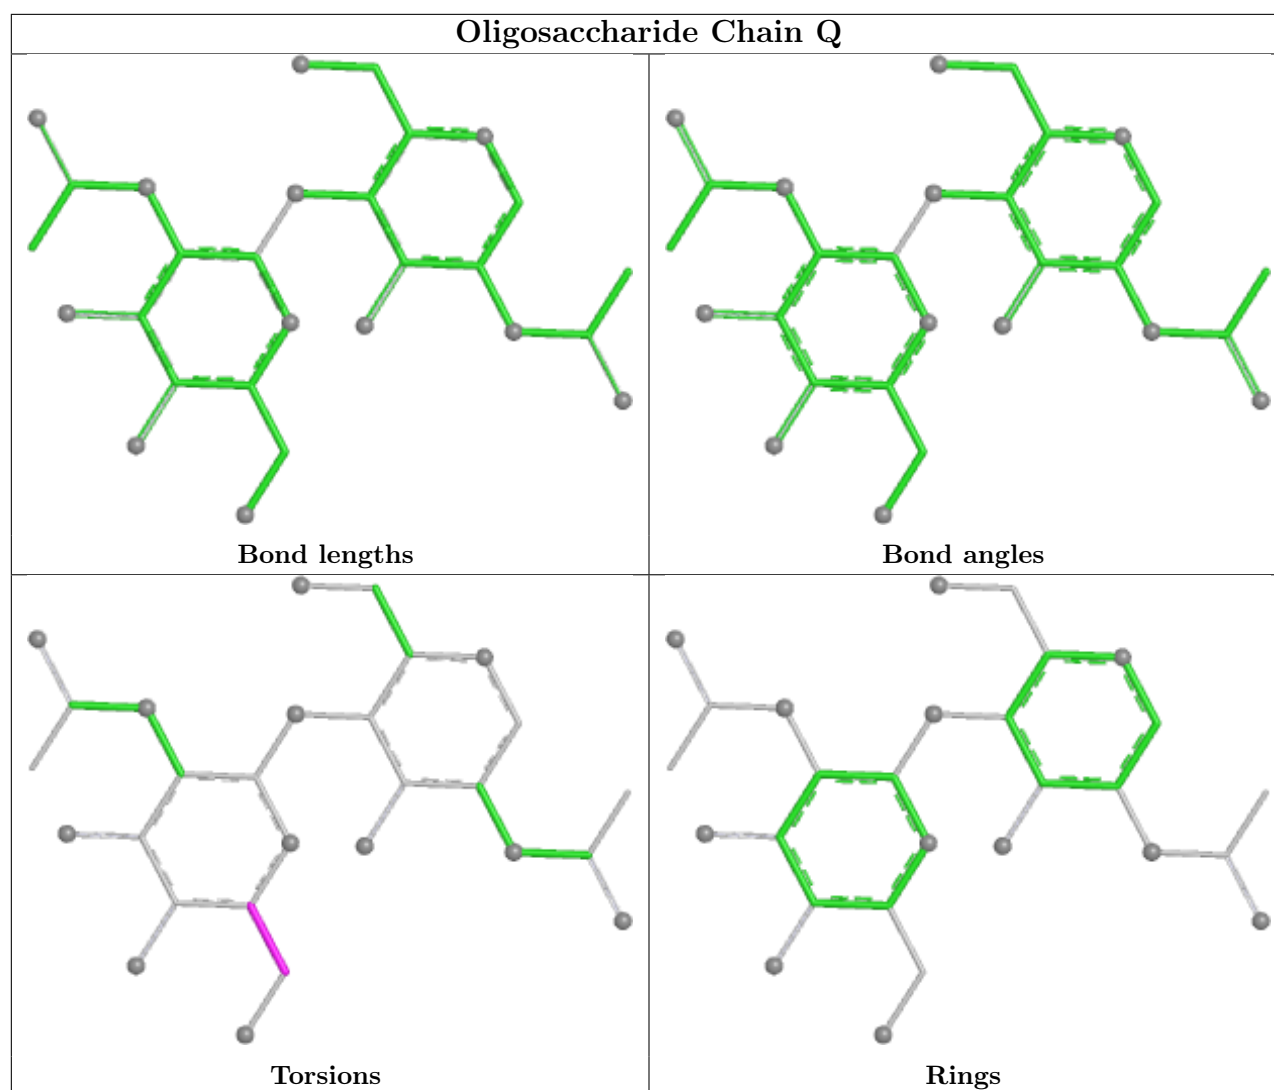 Oligosaccharide Chain Q
Bond lengths
Bond angles
Torsions
Rings